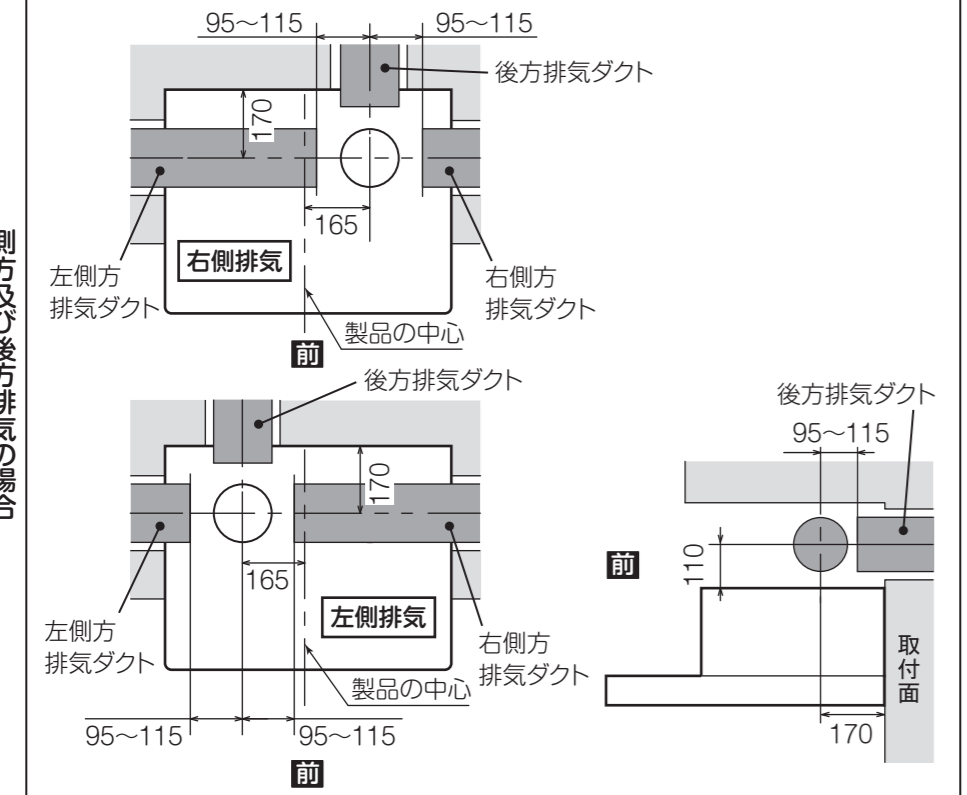 側方及び後方排気の場合
95〜115
95〜115
後方排気ダクト
170
165
右側排気
左側方
排気ダクト
右側方
排気ダクト
製品の中心
前
後方排気ダクト
170
165
左側排気
左側方
排気ダクト
右側方
排気ダクト
製品の中心
95〜115
95〜115
前
後方排気ダクト
95〜115
前
110
取付面
170